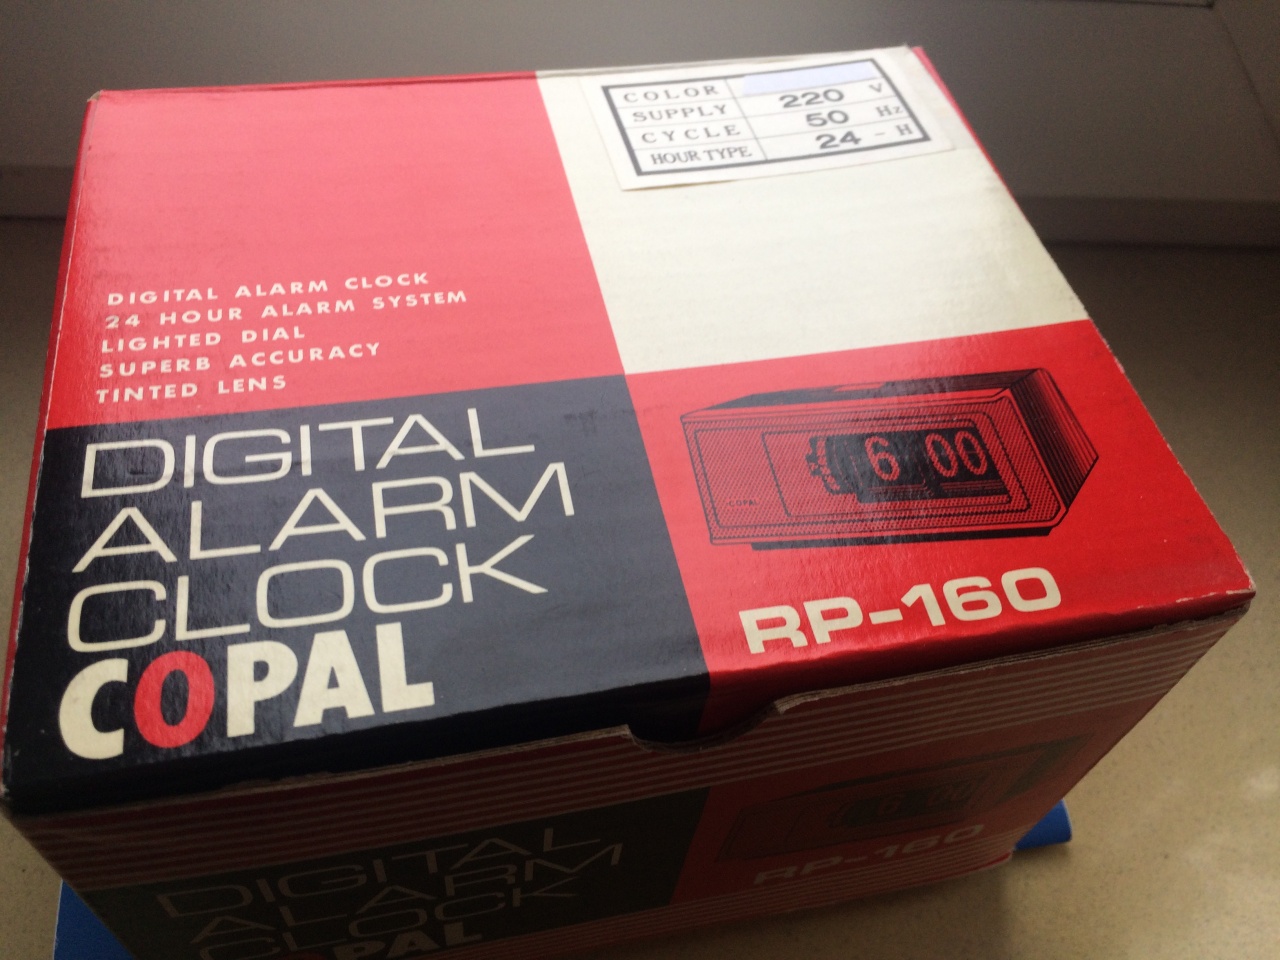 COLOR
SUPPLY 220 V
CYCLE 50 Hz
HOUR TYPE 24 - H
DIGITAL ALARM CLOCK
24 HOUR ALARM SYSTEM
LIGHTED DIAL
SUPERB ACCURACY
TINTED LENS
DIGITAL
ALARM
CLOCK
COPAL
COPAL
6 00
RP-160
DIGITAL
ALARM
CLOCK
COPAL
RP-160